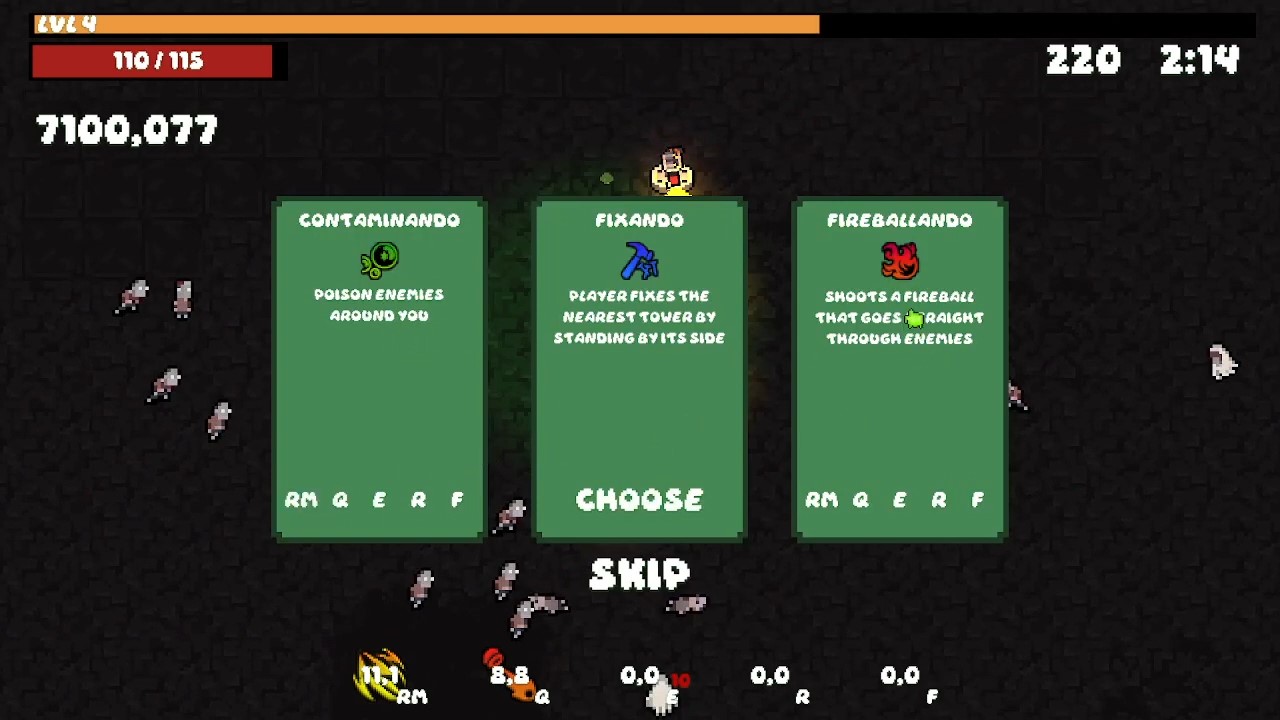 LVL 4
110 / 115
220 2:14
7100,077
CONTAMINANDO
POISON ENEMIES
AROUND YOU
RM Q E R F
FIXANDO
PLAYER FIXES THE
NEAREST TOWER BY
STANDING BY ITS SIDE
CHOOSE
FIREBALLANDO
SHOOTS A FIREBALL
THAT GOES RAIGHT
THROUGH ENEMIES
RM Q E R F
SKIP
11,1 RM
8,8 Q
0,0 10 E
0,0 R
0,0 F